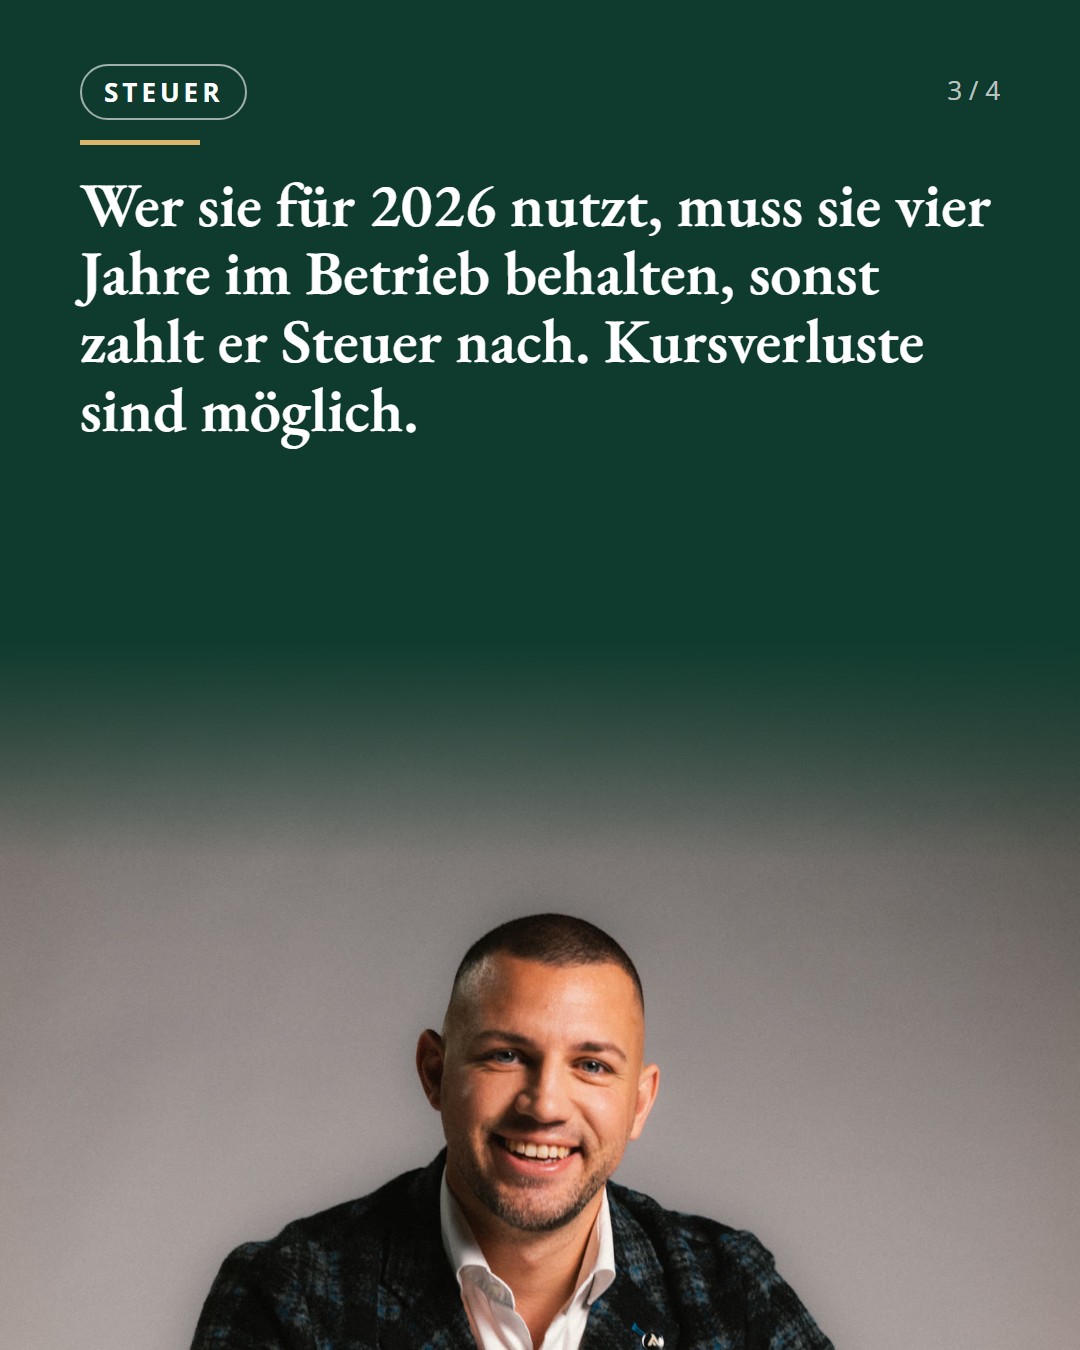 STEUER
3 / 4
Wer sie für 2026 nutzt, muss sie vier
Jahre im Betrieb behalten, sonst
zahlt er Steuer nach. Kursverluste
sind möglich.